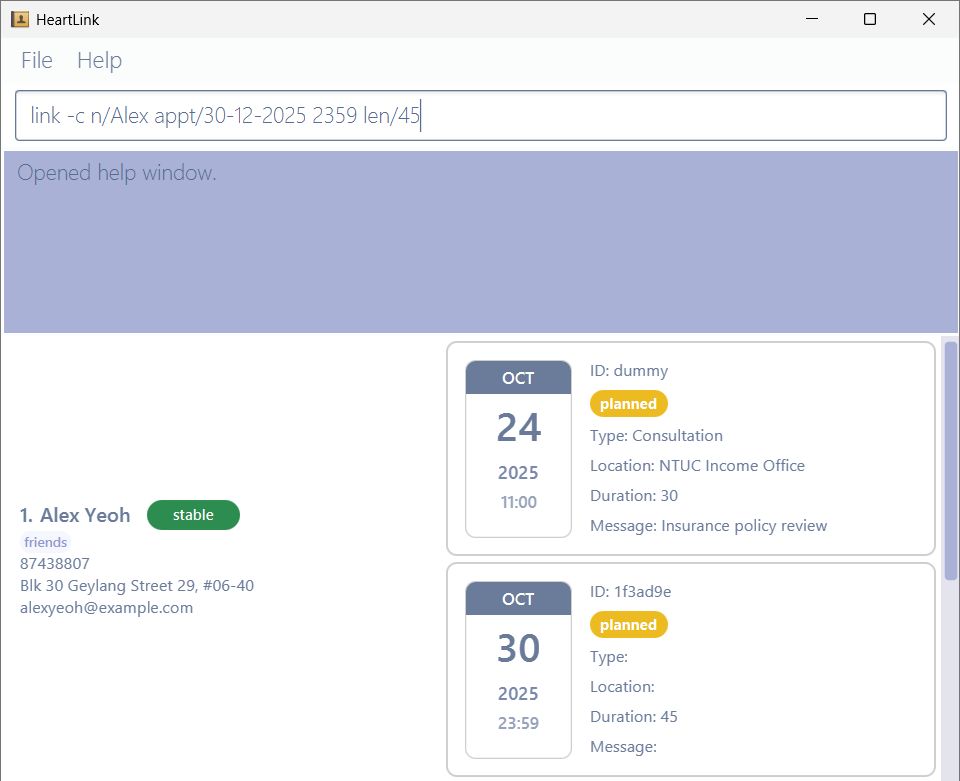 HeartLink
File Help
link -c n/Alex appt/30-12-2025 2359 len/45
Opened help window.
1. Alex Yeoh stable
friends
87438807
Blk 30 Geylang Street 29, #06-40
alexyeoh@example.com
OCT
24
2025
11:00
ID: dummy
planned
Type: Consultation
Location: NTUC Income Office
Duration: 30
Message: Insurance policy review
OCT
30
2025
23:59
ID: 1f3ad9e
planned
Type:
Location:
Duration: 45
Message: